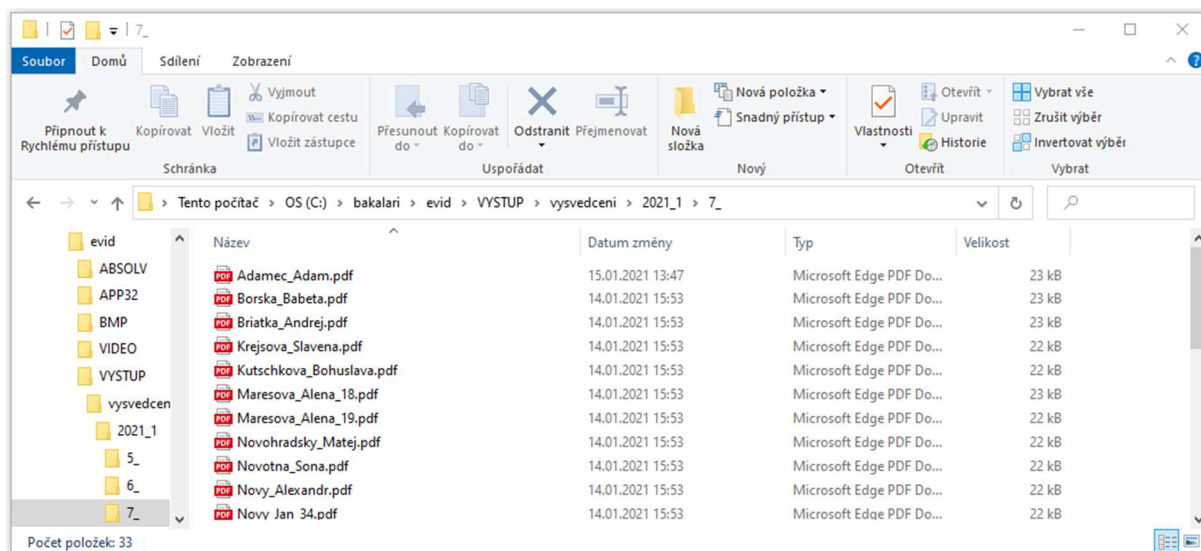 7_
Soubor Domů Sdílení Zobrazení
Připnout k Rychlému přístupu
Kopírovat
Vložit
Vyjmout
Kopírovat cestu
Vložit zástupce
Schránka
Přesunout do
Kopírovat do
Odstranit
Přejmenovat
Uspořádat
Nová složka
Nová položka
Snadný přístup
Nový
Vlastnosti
Otevřít
Upravit
Historie
Otevřít
Vybrat vše
Zrušit výběr
Invertovat výběr
Vybrat
Tento počítač > OS (C:) > bakalari > evid > VYSTUP > vysvedceni > 2021_1 > 7_
evid
ABSOLV
APP32
BMP
VIDEO
VYSTUP
vysvedcen
2021_1
5_
6_
7_
Název Datum změny Typ Velikost
PDF Adamec_Adam.pdf 15.01.2021 13:47 Microsoft Edge PDF Do... 23 kB
PDF Borska_Babeta.pdf 14.01.2021 15:53 Microsoft Edge PDF Do... 23 kB
PDF Briatka_Andrej.pdf 14.01.2021 15:53 Microsoft Edge PDF Do... 23 kB
PDF Krejsova_Slavena.pdf 14.01.2021 15:53 Microsoft Edge PDF Do... 22 kB
PDF Kutschkova_Bohuslava.pdf 14.01.2021 15:53 Microsoft Edge PDF Do... 22 kB
PDF Maresova_Alena_18.pdf 14.01.2021 15:53 Microsoft Edge PDF Do... 23 kB
PDF Maresova_Alena_19.pdf 14.01.2021 15:53 Microsoft Edge PDF Do... 22 kB
PDF Novohradsky_Matej.pdf 14.01.2021 15:53 Microsoft Edge PDF Do... 22 kB
PDF Novotna_Sona.pdf 14.01.2021 15:53 Microsoft Edge PDF Do... 22 kB
PDF Novy_Alexandr.pdf 14.01.2021 15:53 Microsoft Edge PDF Do... 22 kB
PDF Novy_Jan_34.pdf 14.01.2021 15:53 Microsoft Edge PDF Do... 22 kB
Počet položek: 33